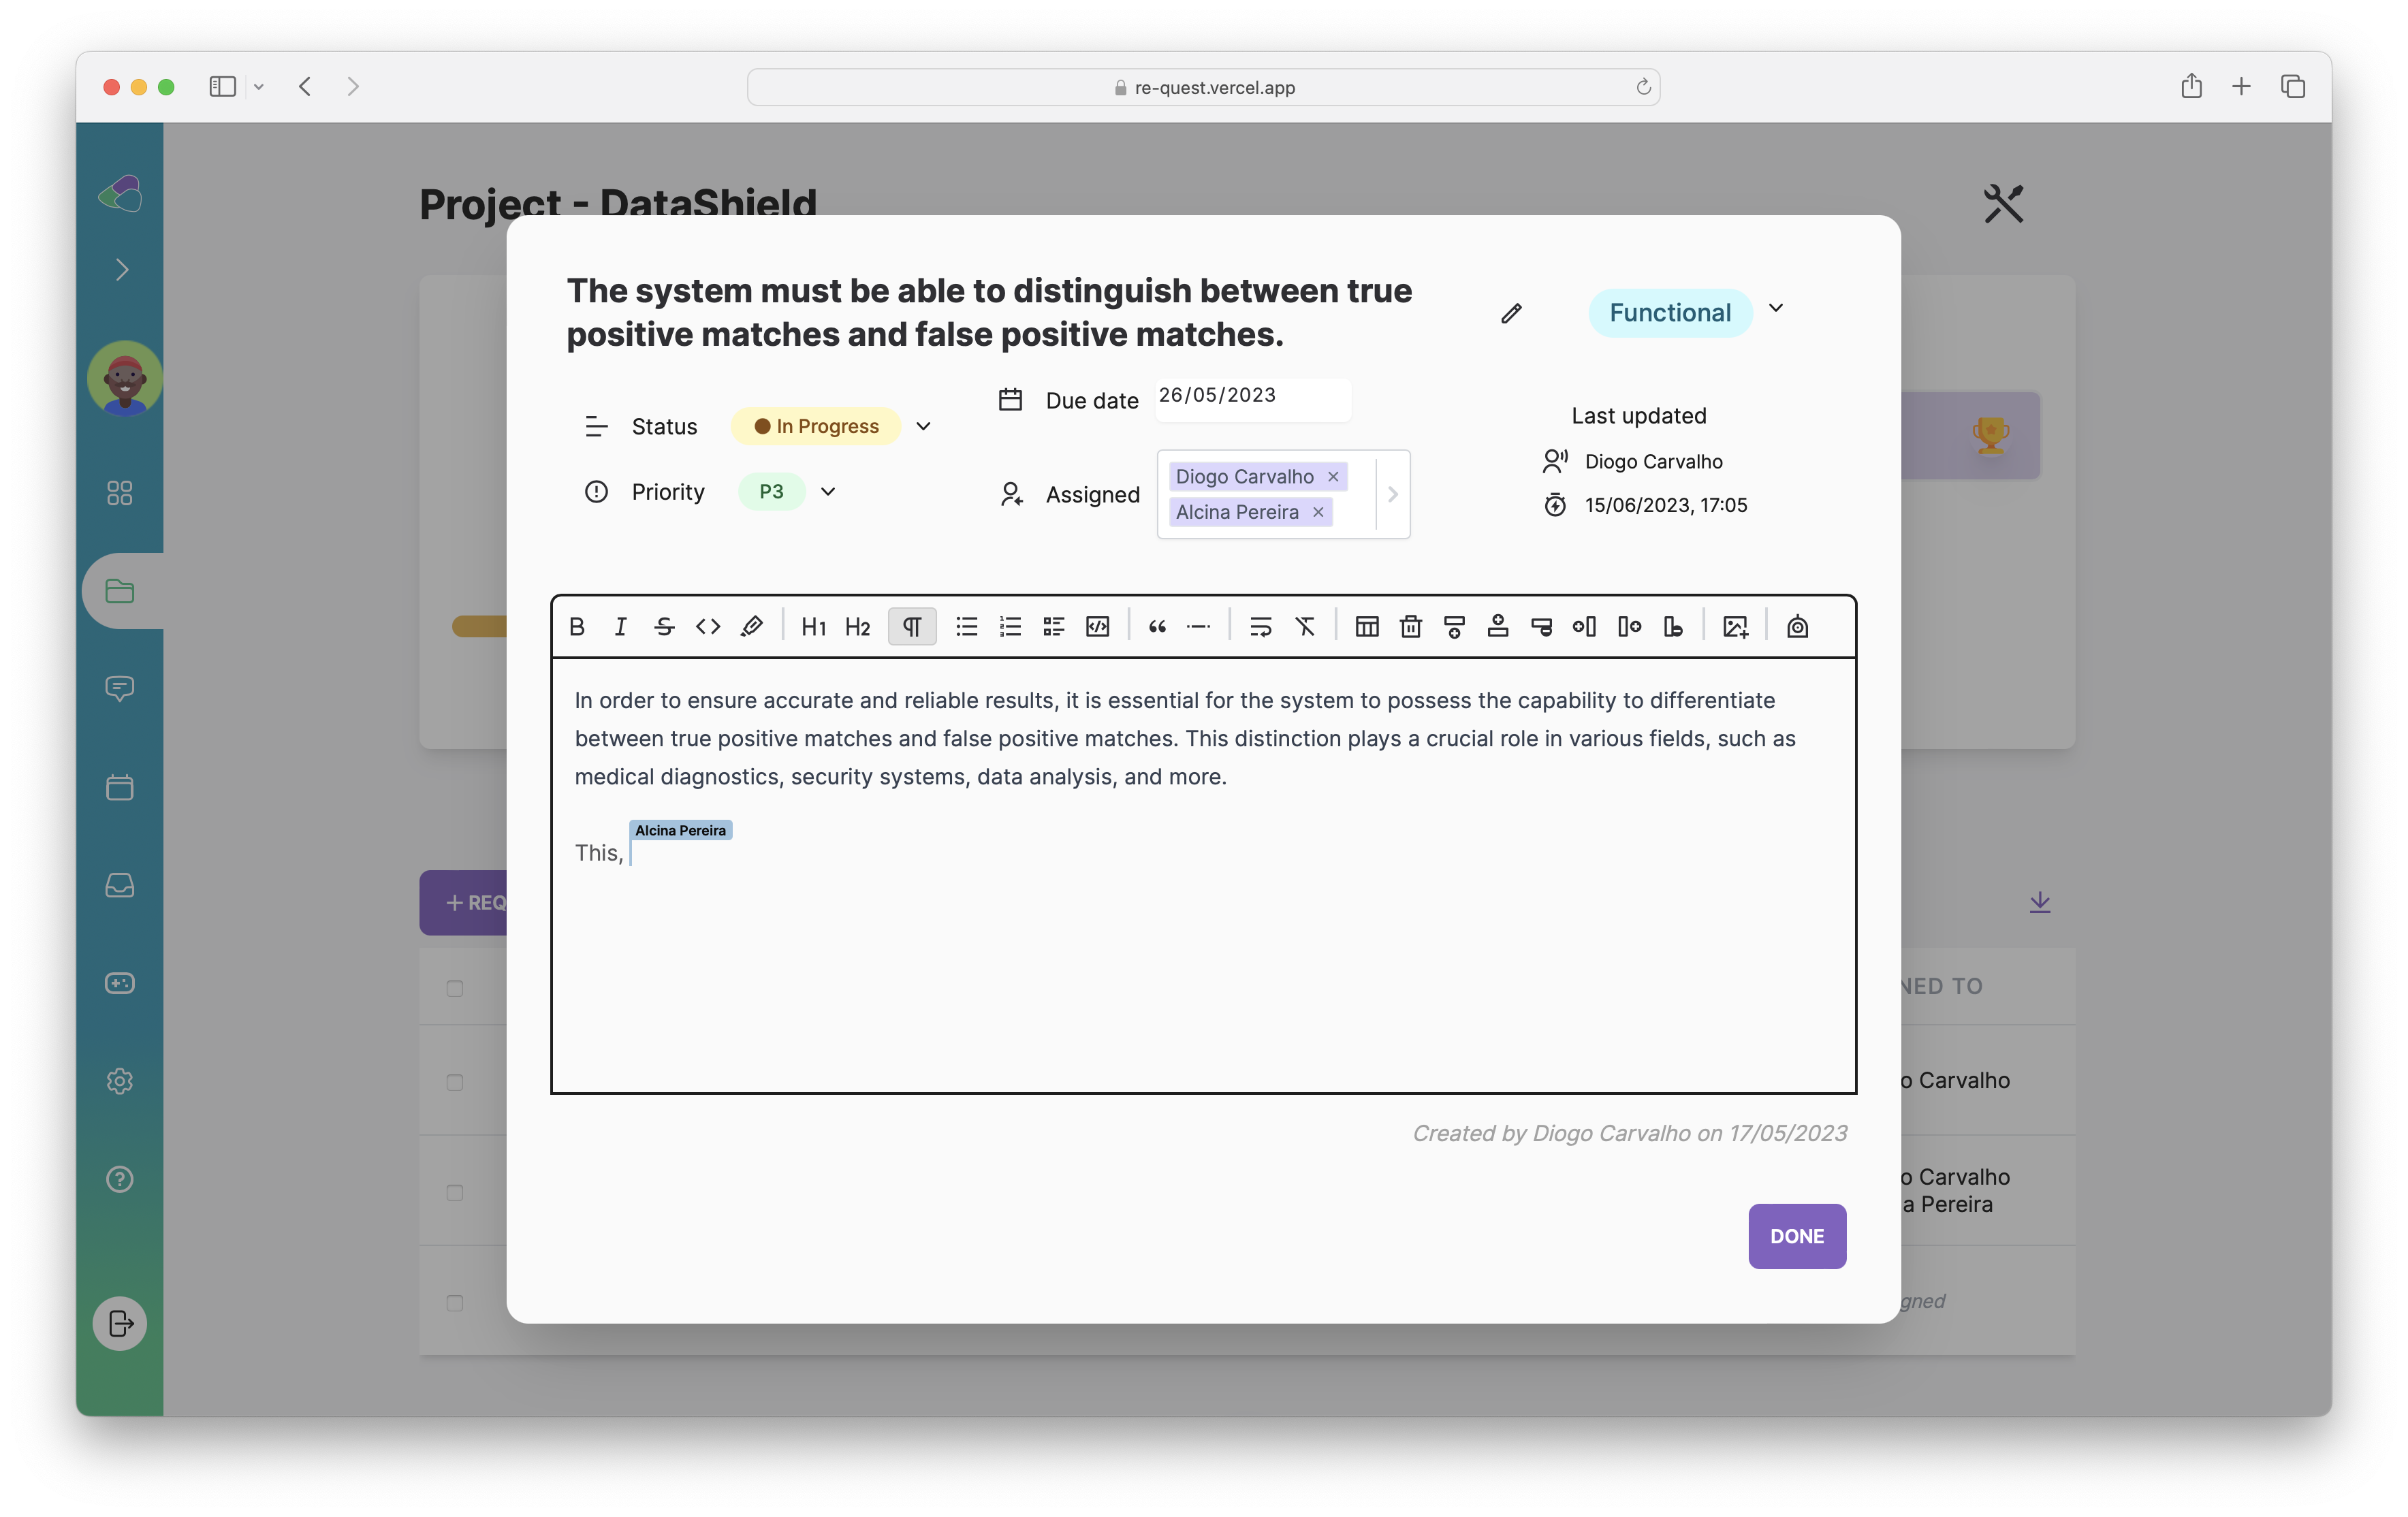 re-quest.vercel.app
Project - DataShield
The system must be able to distinguish between true
positive matches and false positive matches.
Functional
Status
In Progress
Due date
26/05/2023
Last updated
Priority
P3
Assigned
Diogo Carvalho
Alcina Pereira
Diogo Carvalho
15/06/2023, 17:05
B I S H1 H2
In order to ensure accurate and reliable results, it is essential for the system to possess the capability to differentiate
between true positive matches and false positive matches. This distinction plays a crucial role in various fields, such as
medical diagnostics, security systems, data analysis, and more.
Alcina Pereira
This,
+ REQ
NED TO
o Carvalho
o Carvalho
a Pereira
gned
Created by Diogo Carvalho on 17/05/2023
DONE